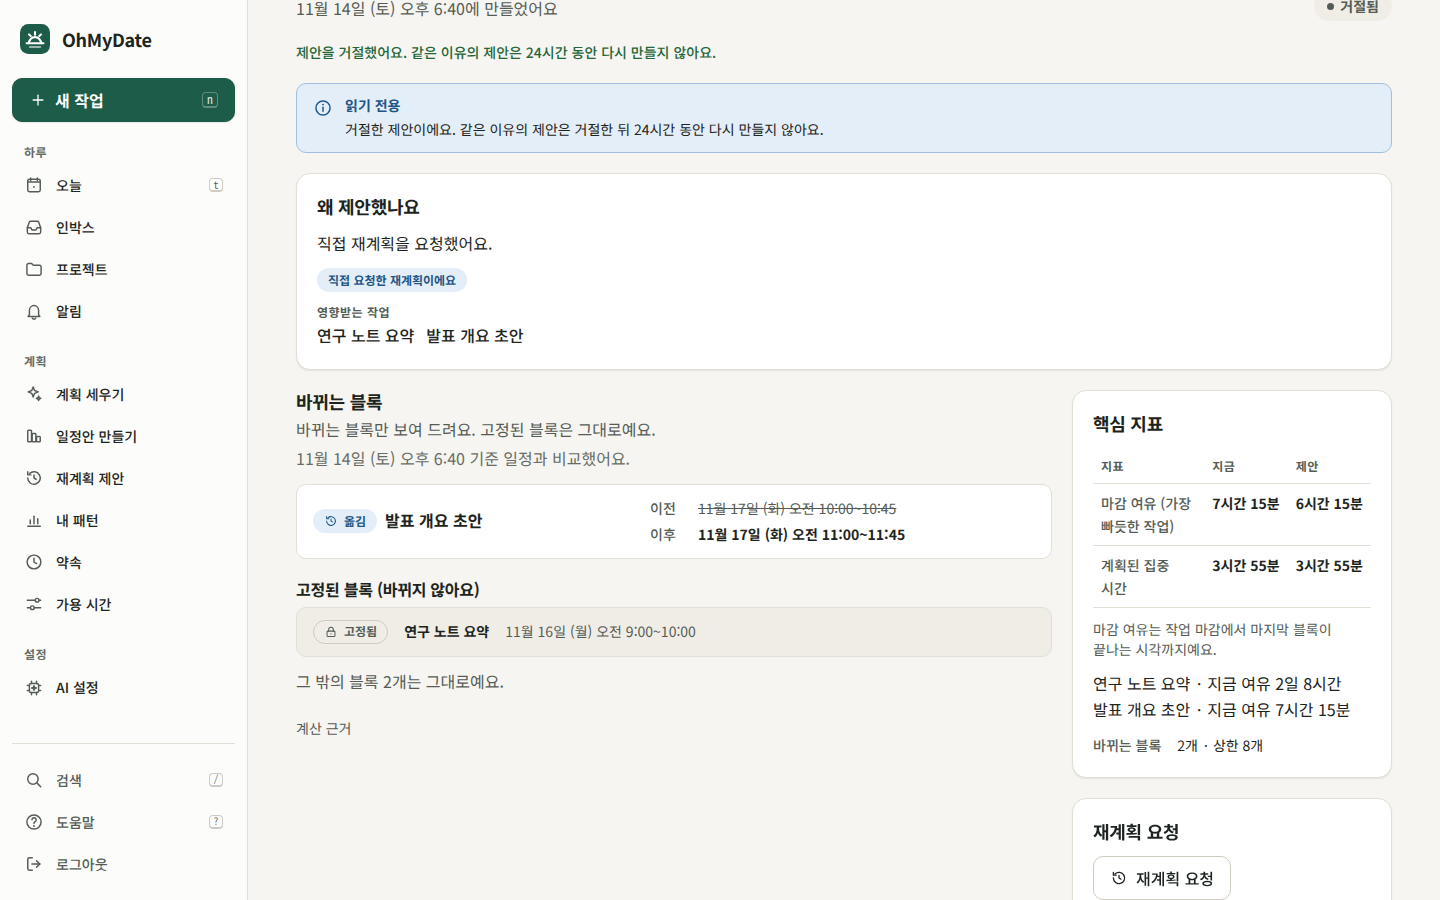 OhMyDate
새 작업
n
하루
오늘
t
인박스
프로젝트
알림
계획
계획 세우기
일정안 만들기
재계획 제안
내 패턴
약속
가용 시간
설정
AI 설정
검색
/
도움말
?
로그아웃
11월 14일 (토) 오후 6:40에 만들었어요
거절됨
제안을 거절했어요. 같은 이유의 제안은 24시간 동안 다시 만들지 않아요.
읽기 전용
거절한 제안이에요. 같은 이유의 제안은 거절한 뒤 24시간 동안 다시 만들지 않아요.
왜 제안했나요
직접 재계획을 요청했어요.
직접 요청한 재계획이에요
영향받는 작업
연구 노트 요약 발표 개요 초안
바뀌는 블록
바뀌는 블록만 보여 드려요. 고정된 블록은 그대로예요.
11월 14일 (토) 오후 6:40 기준 일정과 비교했어요.
옮김 발표 개요 초안
이전 11월 17일 (화) 오전 10:00~10:45
이후 11월 17일 (화) 오전 11:00~11:45
고정된 블록 (바뀌지 않아요)
고정됨 연구 노트 요약 11월 16일 (월) 오전 9:00~10:00
그 밖의 블록 2개는 그대로예요.
계산 근거
핵심 지표
지표 지금 제안
마감 여유 (가장 7시간 15분 6시간 15분
빠듯한 작업)
계획된 집중 3시간 55분 3시간 55분
시간
마감 여유는 작업 마감에서 마지막 블록이
끝나는 시각까지예요.
연구 노트 요약 · 지금 여유 2일 8시간
발표 개요 초안 · 지금 여유 7시간 15분
바뀌는 블록 2개 · 상한 8개
재계획 요청
재계획 요청